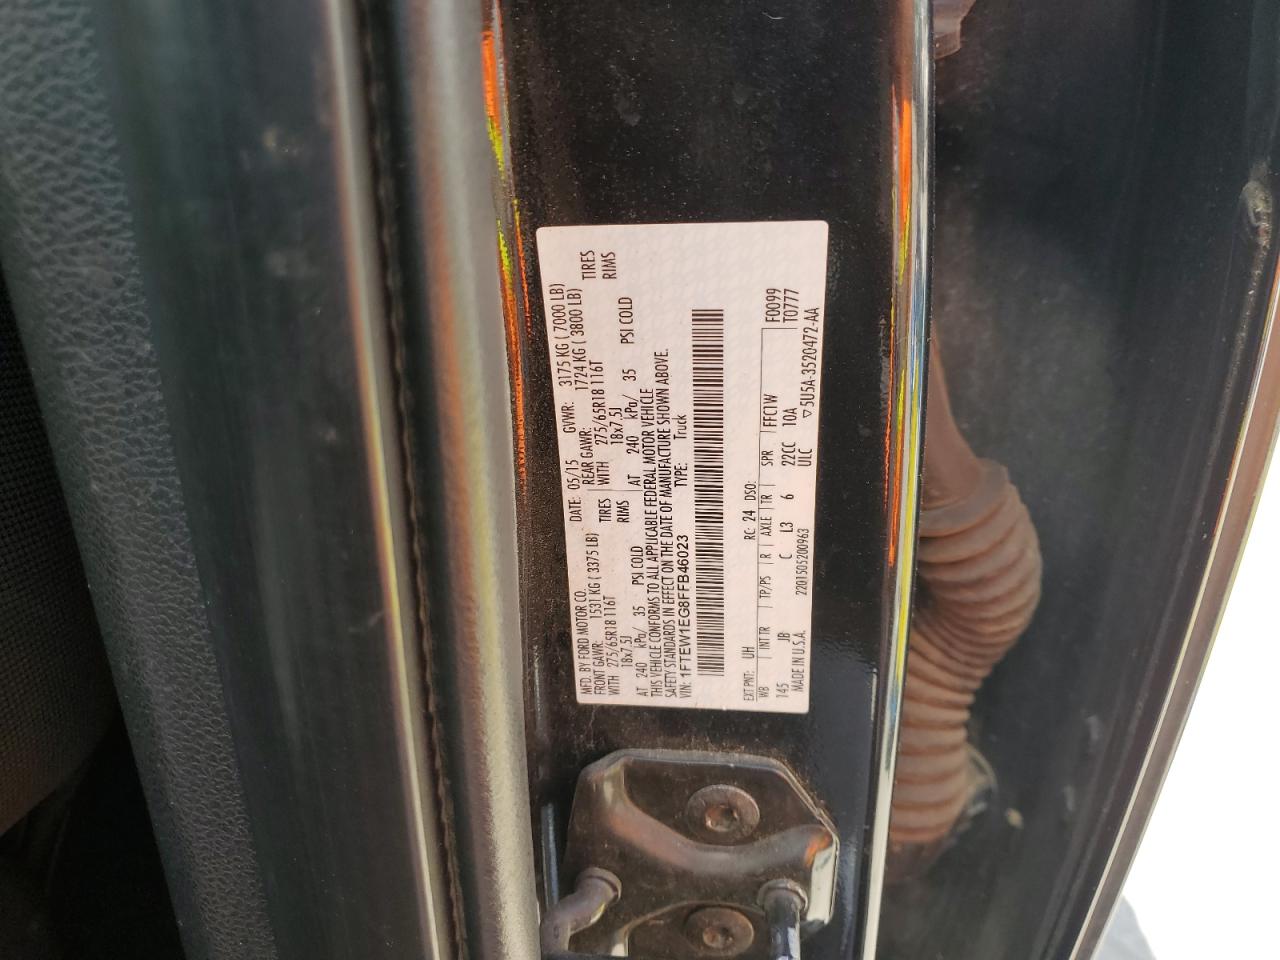 MFD. BY FORD MOTOR CO. DATE: 05/15 GVWR: 3175 KG ( 7000 LB)
FRONT GAWR: 1531 KG ( 3375 LB) REAR GAWR: 1724 KG ( 3800 LB)
WITH 275/65R18 116T TIRES WITH 275/65R18 116T TIRES
18x7.5J RIMS 18x7.5J RIMS
AT 240 kPa/ 35 PSI COLD AT 240 kPa/ 35 PSI COLD
THIS VEHICLE CONFORMS TO ALL APPLICABLE FEDERAL MOTOR VEHICLE
SAFETY STANDARDS IN EFFECT ON THE DATE OF MANUFACTURE SHOWN ABOVE.
VIN: 1FTEW1EG8FFB46023 TYPE: Truck
EXT PNT: UH RC: 24 DSO:
WB INT TR TP/PS R AXLE TR SPR FFC1W F0099
145 JB C L3 6 22CC 10A T0777
MADE IN U.S.A. 2201505200963 ULC ▽5U5A-3520472-AA